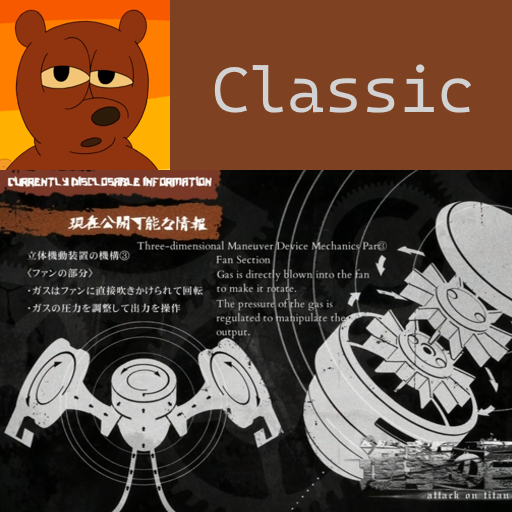 Classic
CURRENTLY DISCLOSABLE INFORMATION
現在公開可能な情報
立体機動装置の機構③
〈ファンの部分〉
・ガスはファンに直接吹きかけられて回転
・ガスの圧力を調整して出力を操作
Three-dimensional Maneuver Device Mechanics Part③
Fan Section
Gas is directly blown into the fan
to make it rotate.
The pressure of the gas is
regulated to manipulate the
output.
attack on titan